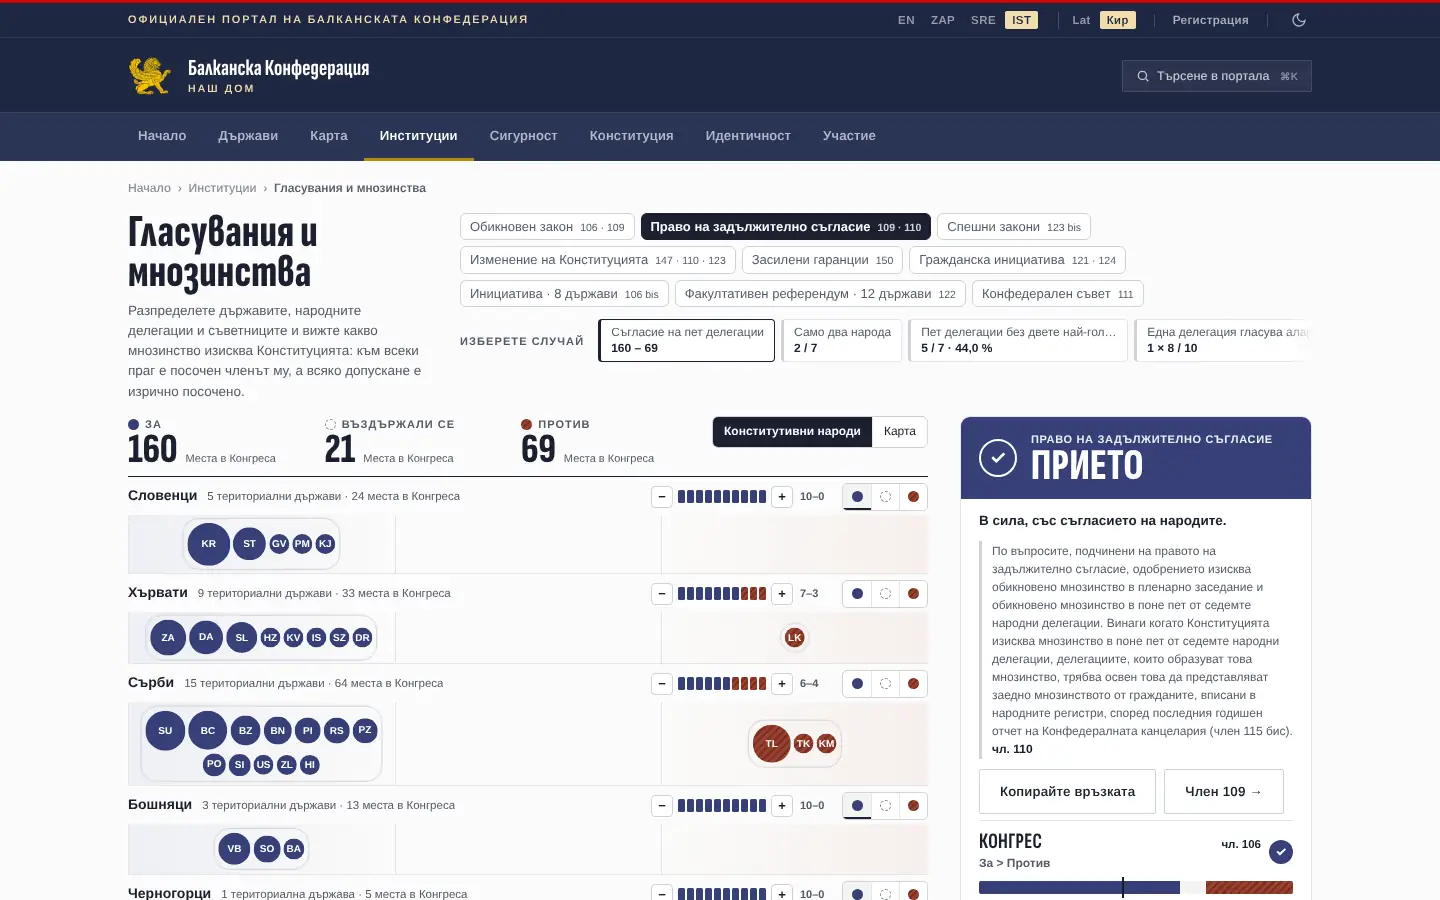 ОФИЦИАЛЕН ПОРТАЛ НА БАЛКАНСКАТА КОНФЕДЕРАЦИЯ
EN ZAP SRE IST Lat Кир Регистрация
Балканска Конфедерация
НАШ ДОМ
Търсене в портала ⌘K
Начало Държави Карта Институции Сигурност Конституция Идентичност Участие
Начало › Институции › Гласувания и мнозинства
Гласувания и
мнозинства
Разпределете държавите, народните
делегации и съветниците и вижте какво
мнозинство изисква Конституцията: към всеки
праг е посочен членът му, а всяко допускане е
изрично посочено.
Обикновен закон 106 · 109 Право на задължително съгласие 109 · 110 Спешни закони 123 bis
Изменение на Конституцията 147 · 110 · 123 Засилени гаранции 150 Гражданска инициатива 121 · 124
Инициатива · 8 държави 106 bis Факултативен референдум · 12 държави 122 Конфедерален съвет 111
ИЗБЕРЕТЕ СЛУЧАЙ
Съгласие на пет делегации
160 – 69
Само два народа
2 / 7
Пет делегации без двете най-гол…
5 / 7 · 44,0 %
Една делегация гласува
1 × 8 / 10
ЗА
160 Места в Конгреса
ВЪЗДЪРЖАЛИ СЕ
21 Места в Конгреса
ПРОТИВ
69 Места в Конгреса
Конститутивни народи Карта
Словенци 5 териториални държави · 24 места в Конгреса − + 10–0
KR ST GV PM KJ
Хървати 9 териториални държави · 33 места в Конгреса − + 7–3
ZA DA SL HZ KV IS SZ DR LK
Сърби 15 териториални държави · 64 места в Конгреса − + 6–4
SU BC BZ BN PI RS PZ TL TK KM
PO SI US ZL HI
Бошняци 3 териториални държави · 13 места в Конгреса − + 10–0
VB SO BA
Черногорци 1 териториална държава · 5 места в Конгреса − + 10–0
ПРАВО НА ЗАДЪЛЖИТЕЛНО СЪГЛАСИЕ
ПРИЕТО
В сила, със съгласието на народите.
По въпросите, подчинени на правото на
задължително съгласие, одобрението изисква
обикновено мнозинство в пленарно заседание и
обикновено мнозинство в поне пет от седемте
народни делегации. Винаги когато Конституцията
изисква мнозинство в поне пет от седемте народни
делегации, делегациите, които образуват това
мнозинство, трябва освен това да представляват
заедно мнозинството от гражданите, вписани в
народните регистри, според последния годишен
отчет на Конфедералната канцелария (член 115 бис).
чл. 110
Копирайте връзката Член 109 →
КОНГРЕС чл. 106
За > Против